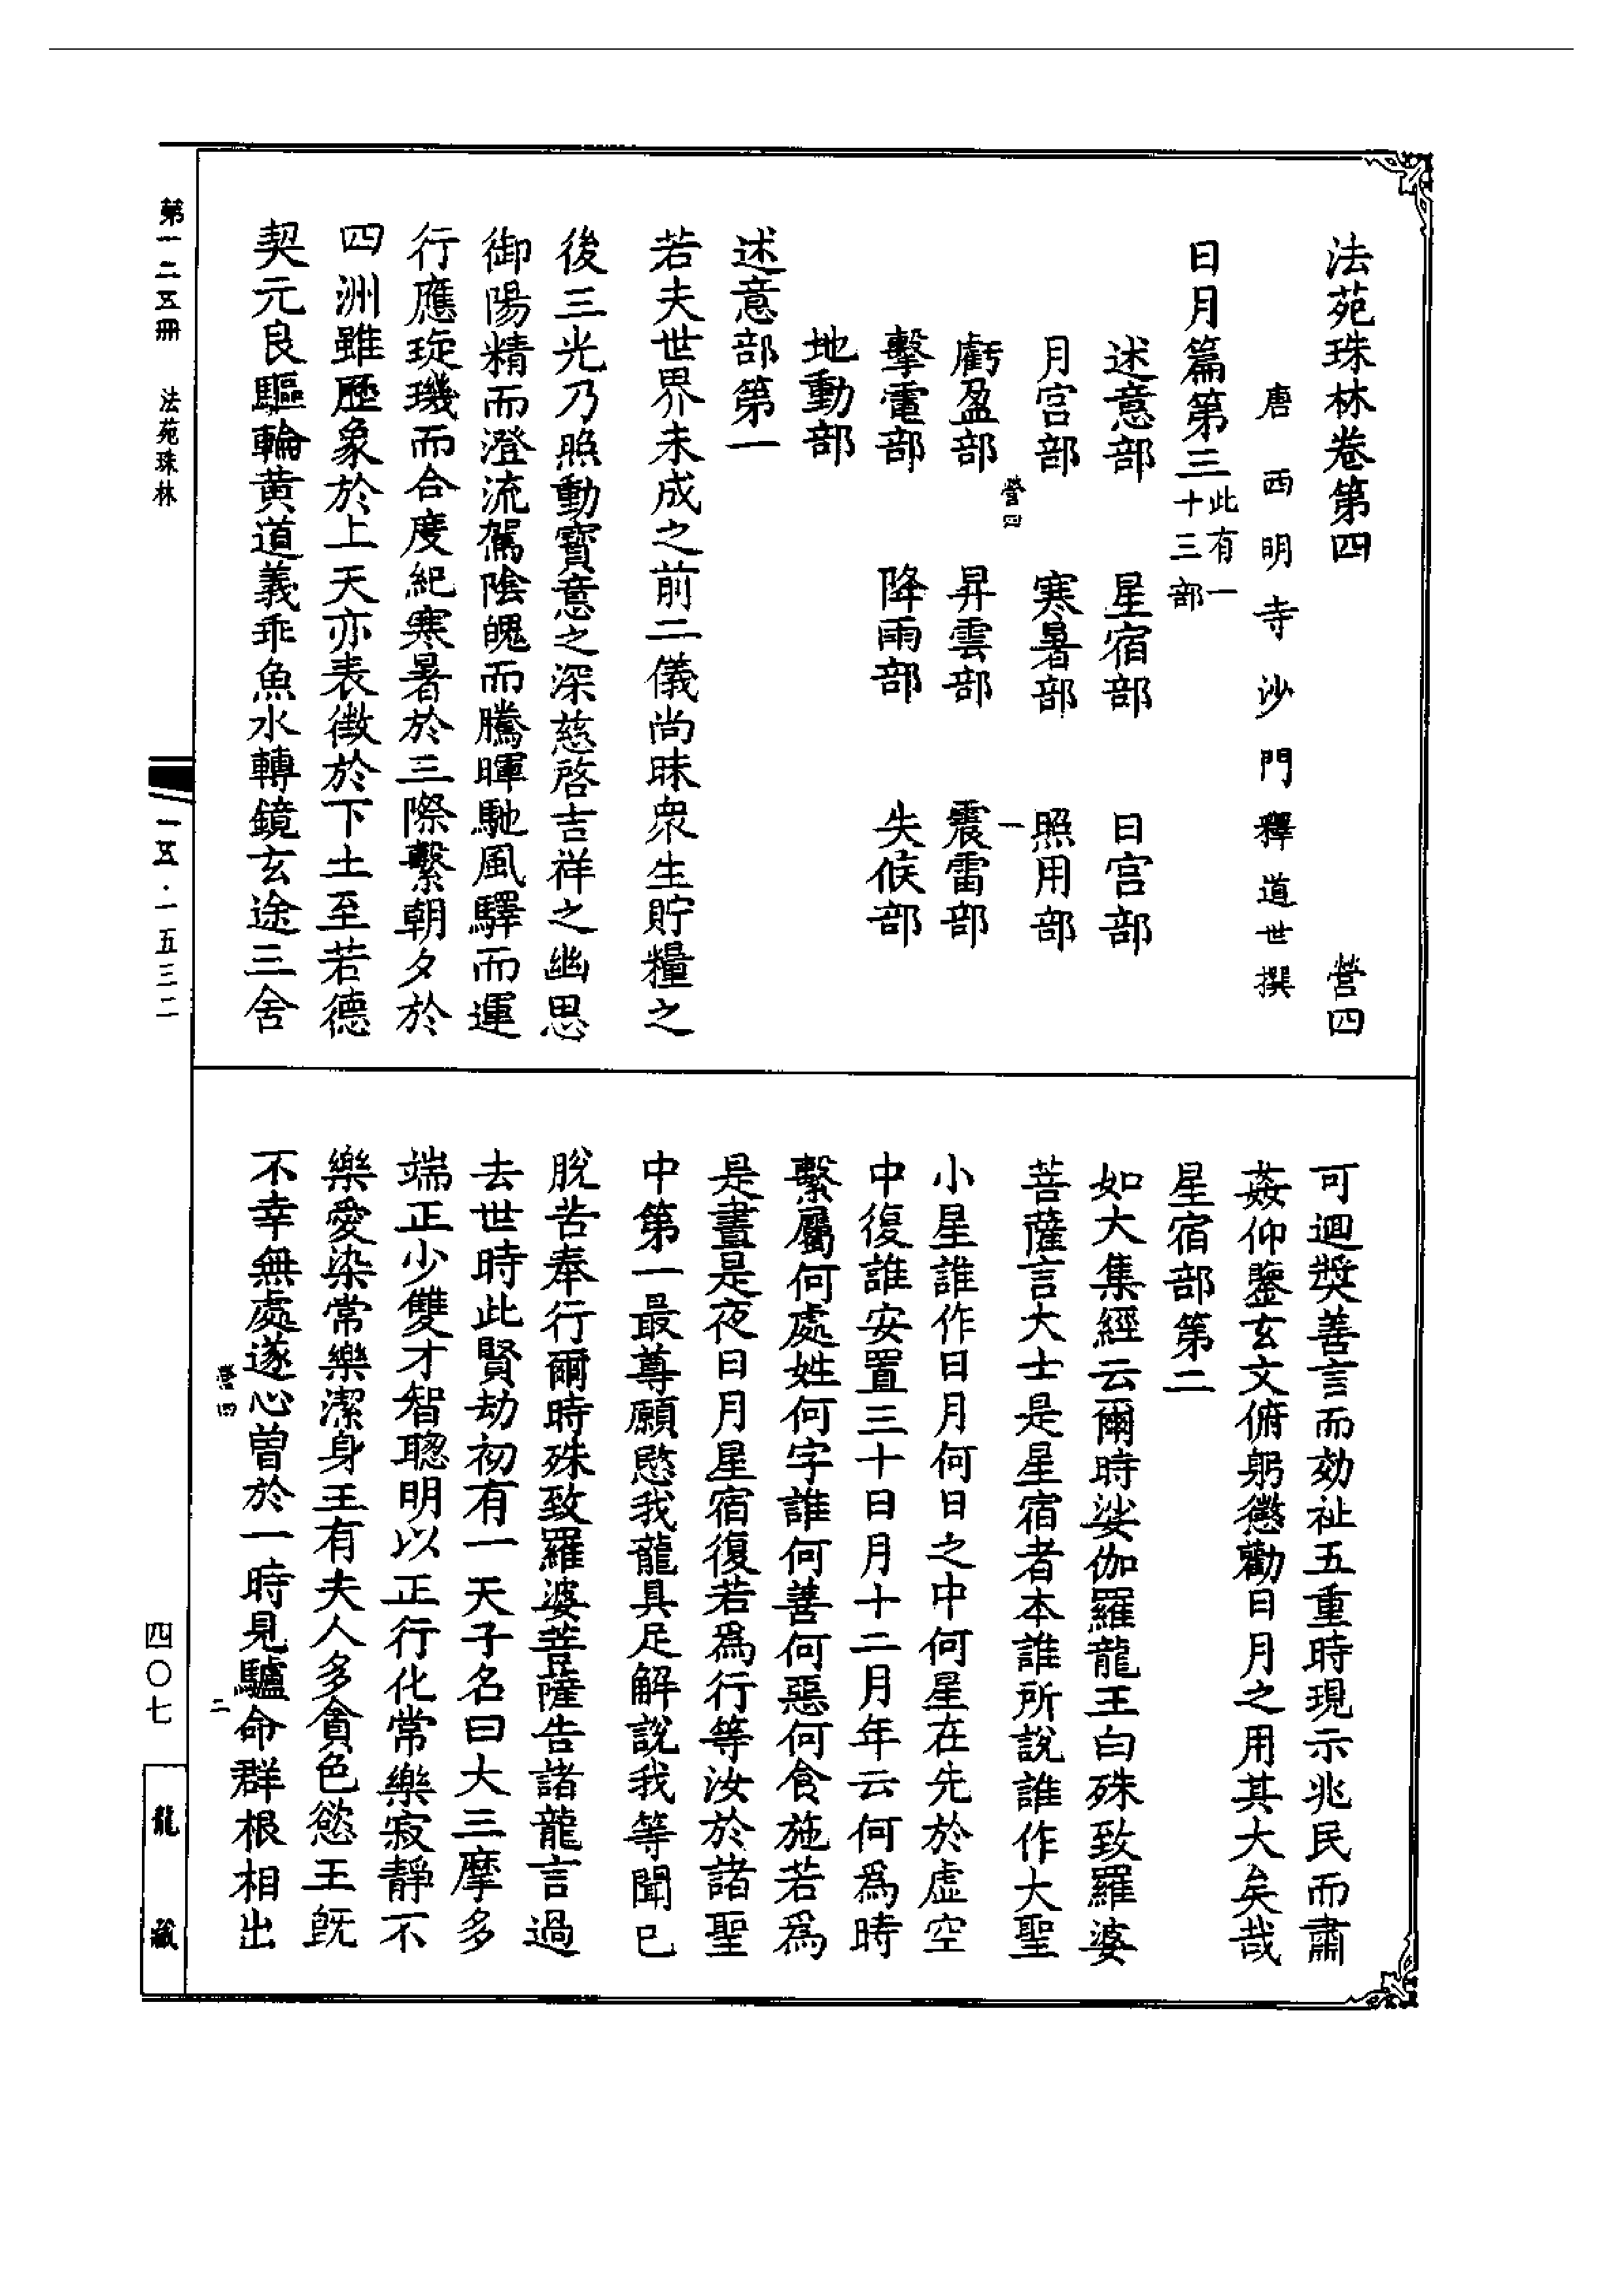 法苑珠林卷第四　營四
唐西明寺沙門釋道世撰
日月篇第三此有一十三部
述意部　星宿部　日宮部
月宮部　寒暑部　照用部
營四　一
虧盈部　昇雲部　震雷部
擊電部　降雨部　失候部
地動部
述意部第一
若夫世界未成之前二儀尚昧衆生貯糧之
後三光乃照動寳意之深慈啓吉祥之幽思
御陽精而澄流駕陰魄而騰暉馳風驛而運
行應琁璣而合度紀寒暑於三際繫朝夕於
四洲雖歷象於上天亦表徴於下土至若德
契元良驅輪黃道義乖魚水轉鏡玄途三舍
可迴奨善言而効祉五重時現示兆民而肅
姦仰鑒玄文俯躬懲勸日月之用其大矣哉
星宿部第二
如大集經云爾時娑伽羅龍王白殊致羅婆
菩薩言大士是星宿者本誰所說誰作大聖
小星誰作日月何日之中何星在先於虛空
中復誰安置三十日月十二月年云何爲時
繫屬何處姓何字誰何善何惡何食施若爲
是晝是夜日月星宿復若爲行等汝於諸聖
中第一最尊願愍我龍具足解說我等聞已
脫苦奉行爾時殊致羅婆菩薩告諸龍言過
去世時此賢劫初有一天子名曰大三摩多
端正少雙才智聰明以正行化常樂寂靜不
樂愛染常樂潔身王有夫人多貪色慾王旣
不幸無處遂心曽於一時見驢命群根相出
營四　二
第一二五冊　法苑珠林　一五·一五三二　四〇七　龍藏